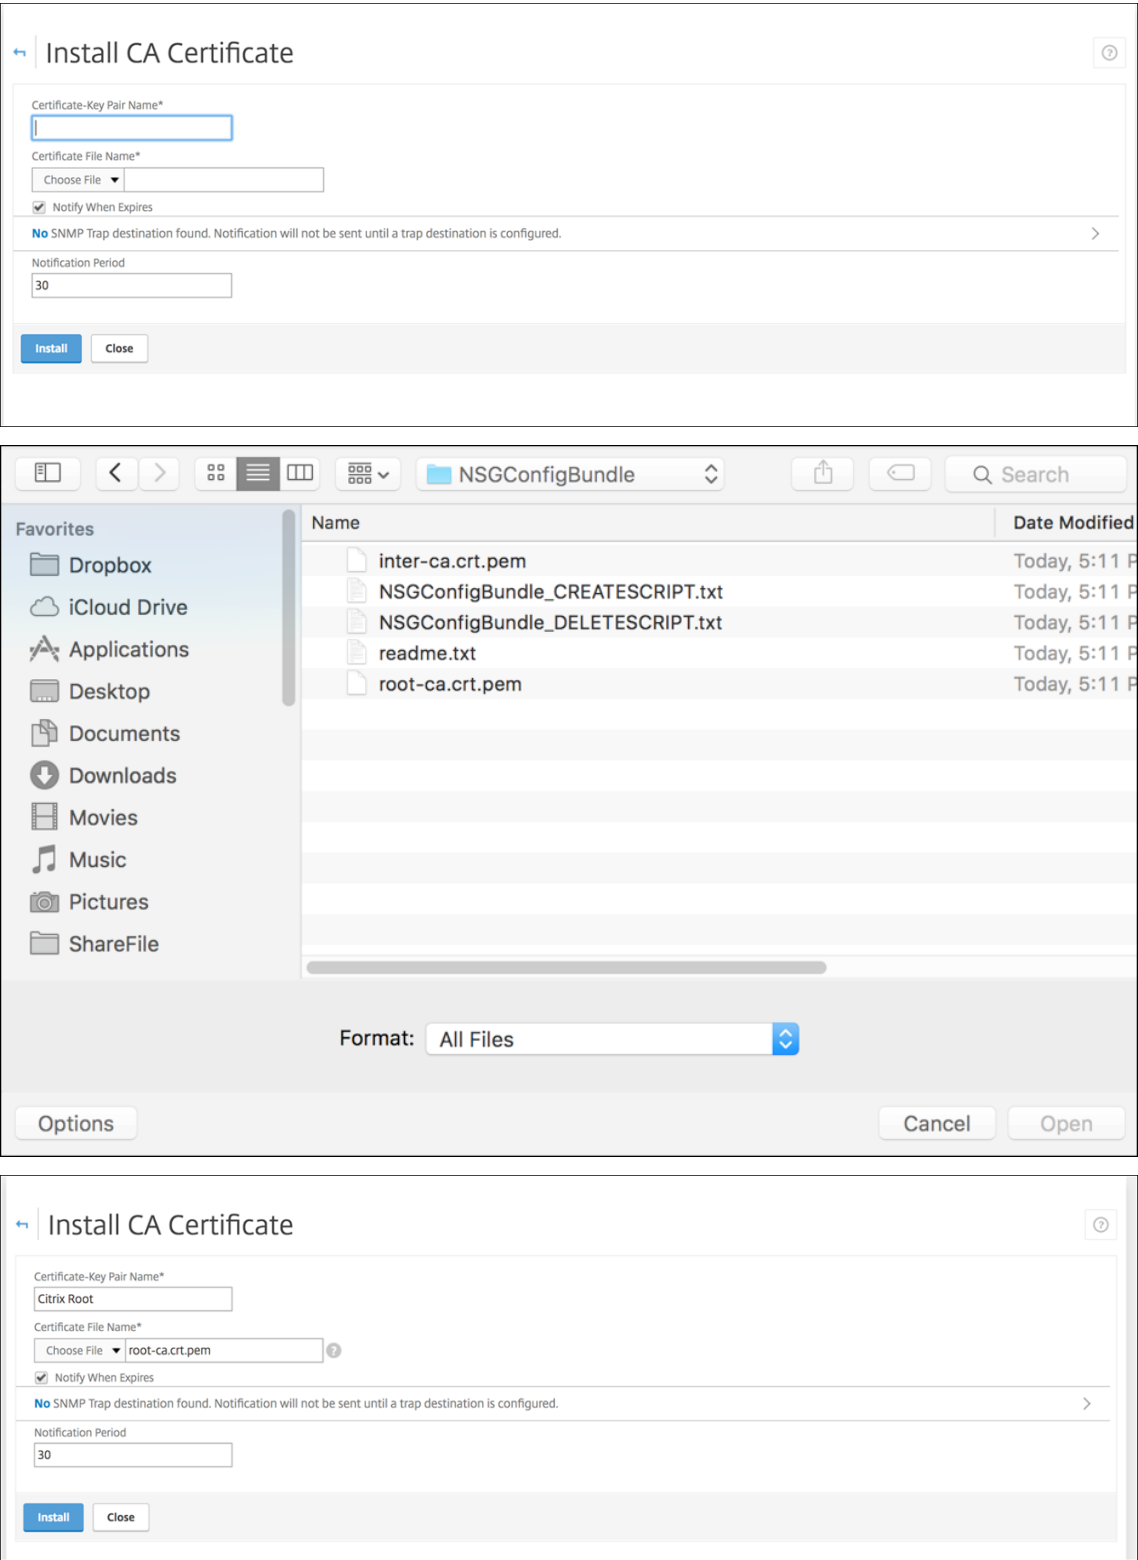 Install CA Certificate
?
Certificate-Key Pair Name*
Certificate File Name*
Choose File
Notify When Expires
No SNMP Trap destination found. Notification will not be sent until a trap destination is configured.
Notification Period
30
Install Close
NSGConfigBundle Search
Favorites
Dropbox
iCloud Drive
Applications
Desktop
Documents
Downloads
Movies
Music
Pictures
ShareFile
Name Date Modified
inter-ca.crt.pem Today, 5:11 P
NSGConfigBundle_CREATESCRIPT.txt Today, 5:11 P
NSGConfigBundle_DELETESCRIPT.txt Today, 5:11 P
readme.txt Today, 5:11 P
root-ca.crt.pem Today, 5:11 P
Format: All Files
Options Cancel Open
Install CA Certificate
?
Certificate-Key Pair Name*
Citrix Root
Certificate File Name*
Choose File root-ca.crt.pem ?
Notify When Expires
No SNMP Trap destination found. Notification will not be sent until a trap destination is configured.
Notification Period
30
Install Close